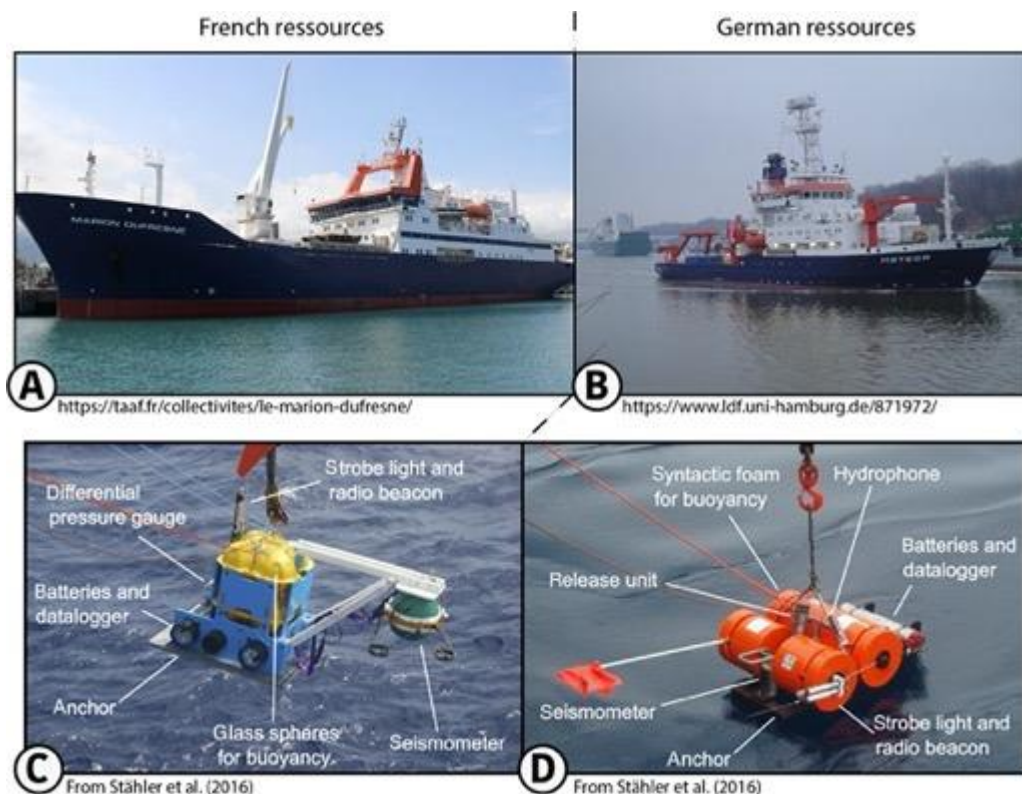 French ressources
German ressources
MARION DUFRESNE
METEOR
A
https://taaf.fr/collectivites/le-marion-dufresne/
B
https://www.ldf.uni-hamburg.de/871972/
Strobe light and
radio beacon
Differential
pressure gauge
Batteries and
datalogger
Anchor
Glass spheres
for buoyancy
Seismometer
C
From Stähler et al. (2016)
Syntactic foam
for buoyancy
Hydrophone
Batteries and
datalogger
Release unit
Seismometer
Anchor
Strobe light and
radio beacon
D
From Stähler et al. (2016)